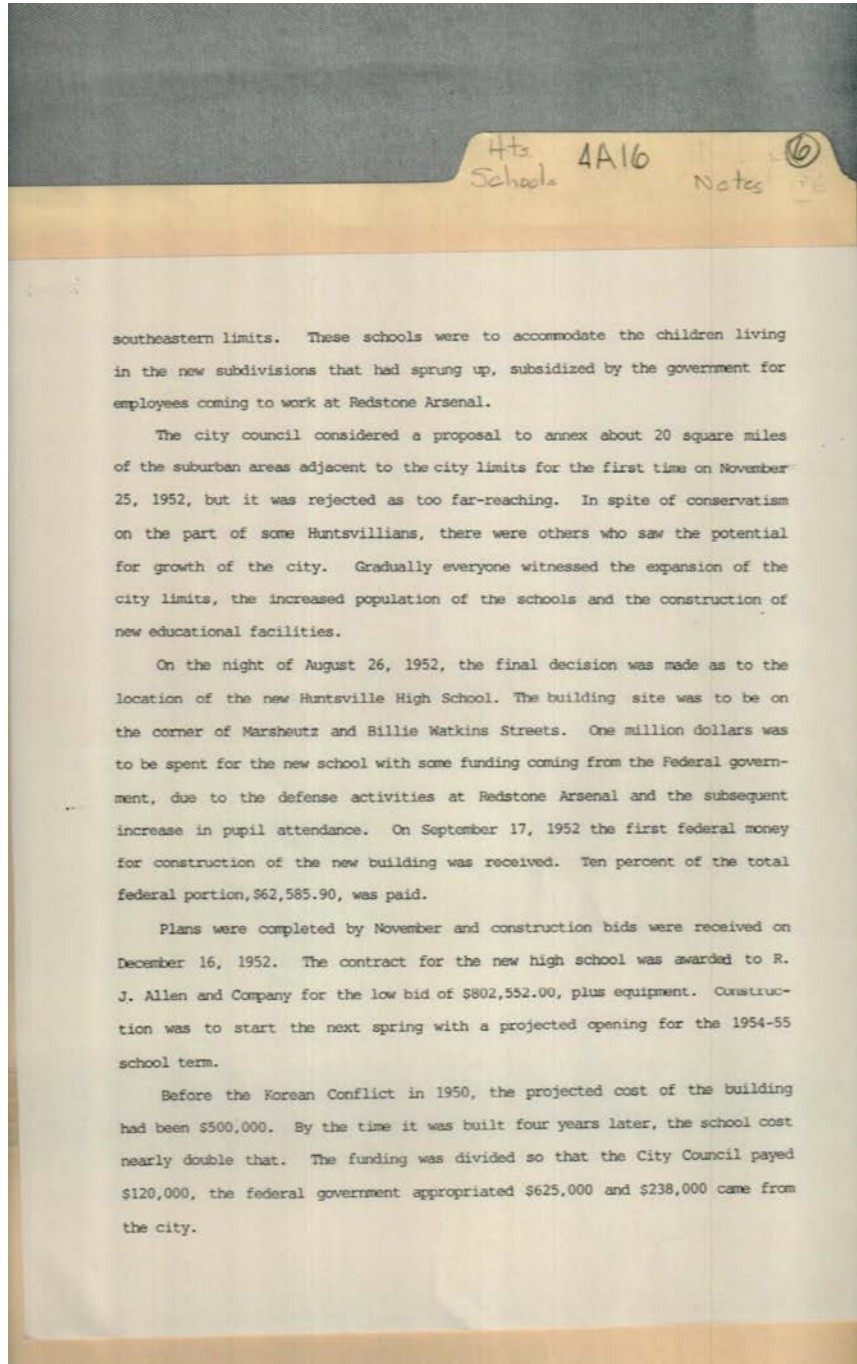 Hts 4A16 6
Schools Notes
southeastern limits. These schools were to accommodate the children living
in the new subdivisions that had sprung up, subsidized by the government for
employees coming to work at Redstone Arsenal.
The city council considered a proposal to annex about 20 square miles
of the suburban areas adjacent to the city limits for the first time on November
25, 1952, but it was rejected as too far-reaching. In spite of conservatism
on the part of some Huntsvillians, there were others who saw the potential
for growth of the city. Gradually everyone witnessed the expansion of the
city limits, the increased population of the schools and the construction of
new educational facilities.
On the night of August 26, 1952, the final decision was made as to the
location of the new Huntsville High School. The building site was to be on
the corner of Marsheutz and Billie Watkins Streets. One million dollars was
to be spent for the new school with some funding coming from the Federal govern-
ment, due to the defense activities at Redstone Arsenal and the subsequent
increase in pupil attendance. On September 17, 1952 the first federal money
for construction of the new building was received. Ten percent of the total
federal portion,$62,585.90, was paid.
Plans were completed by November and construction bids were received on
December 16, 1952. The contract for the new high school was awarded to R.
J. Allen and Company for the low bid of $802,552.00, plus equipment. Construc-
tion was to start the next spring with a projected opening for the 1954-55
school term.
Before the Korean Conflict in 1950, the projected cost of the building
had been $500,000. By the time it was built four years later, the school cost
nearly double that. The funding was divided so that the City Council payed
$120,000, the federal government appropriated $625,000 and $238,000 came from
the city.